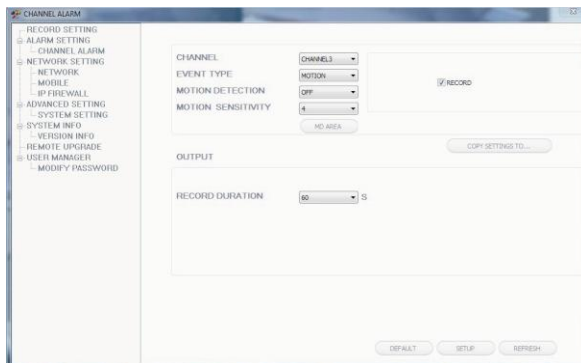 CHANNEL ALARM
RECORD SETTING
ALARM SETTING
CHANNEL ALARM
NETWORK SETTING
NETWORK
MOBILE
IP FIREWALL
ADVANCED SETTING
SYSTEM SETTING
SYSTEM INFO
VERSION INFO
REMOTE UPGRADE
USER MANAGER
MODIFY PASSWORD
CHANNEL CHANNEL3
EVENT TYPE MOTION
MOTION DETECTION OFF
MOTION SENSITIVITY 4
MD AREA
RECORD
COPY SETTINGS TO...
OUTPUT
RECORD DURATION 60 S
DEFAULT SETUP REFRESH